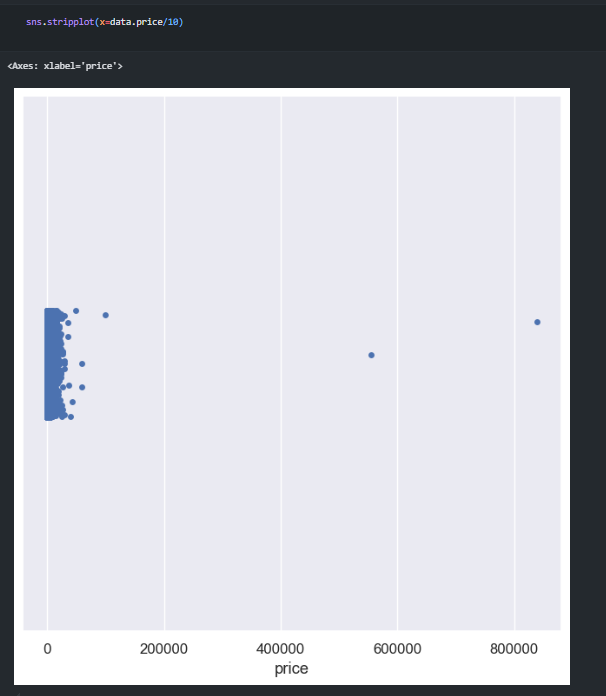 sns.stripplot(x=data.price/10)
<Axes: xlabel='price'>
0 200000 400000 600000 800000
price